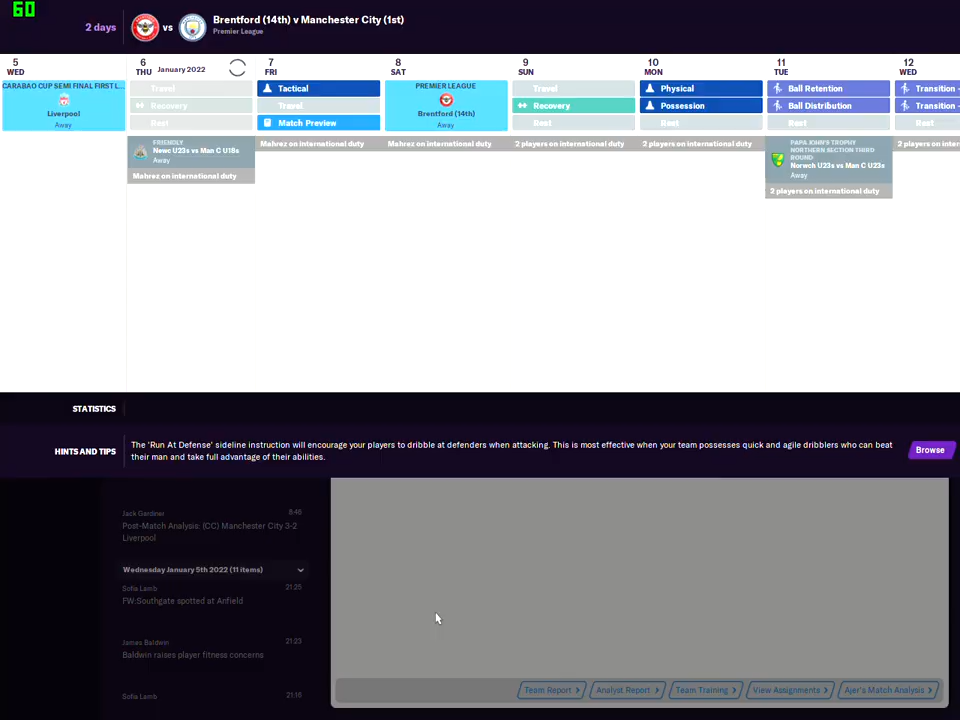 60
2 days
vs
Brentford (14th) v Manchester City (1st)
Premier League
5
WED
6
THU January 2022
7
FRI
8
SAT
9
SUN
10
MON
11
TUE
12
WED
CARABAO CUP SEMI FINAL FIRST L...
Liverpool
Away
Travel
Recovery
Rest
FRIENDLY
Newc U23s vs Man C U18s
Away
Mahrez on international duty
Tactical
Travel
Match Preview
Mahrez on international duty
PREMIER LEAGUE
Brentford (14th)
Away
Mahrez on international duty
Travel
Recovery
Rest
2 players on international duty
Physical
Possession
Rest
2 players on international duty
Ball Retention
Ball Distribution
Rest
PAPA JOHN'S TROPHY
NORTHERN SECTION THIRD
ROUND
Norwch U23s vs Man C U23s
Away
2 players on international duty
Transition -
Transition -
Rest
2 players on intern
STATISTICS
HINTS AND TIPS
The 'Run At Defense' sideline instruction will encourage your players to dribble at defenders when attacking. This is most effective when your team possesses quick and agile dribblers who can beat
their man and take full advantage of their abilities.
Browse
Jack Gardner 8:46
Post-Match Analysis: (CC) Manchester City 3-2
Liverpool
Wednesday January 5th 2022 (11 items)
Sofia Lamb 21:25
FW:Southgate spotted at Anfield
James Baldwin 21:23
Baldwin raises player fitness concerns
Sofia Lamb 21:16
Team Report >
Analyst Report >
Team Training >
View Assignments >
Ajer's Match Analysis >